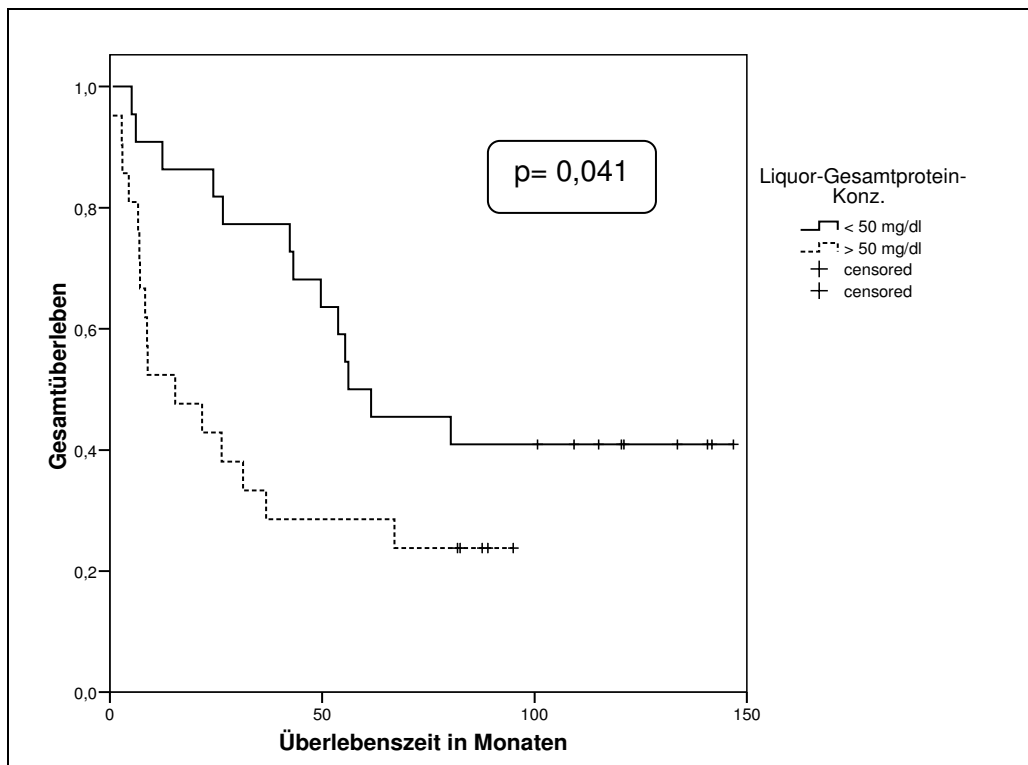 1,0
0,8
0,6
0,4
0,2
0,0
Gesamtüberleben
0
50
100
150
Überlebenszeit in Monaten
p= 0,041
Liquor-Gesamtprotein-
Konz.
< 50 mg/dl
> 50 mg/dl
censored
censored